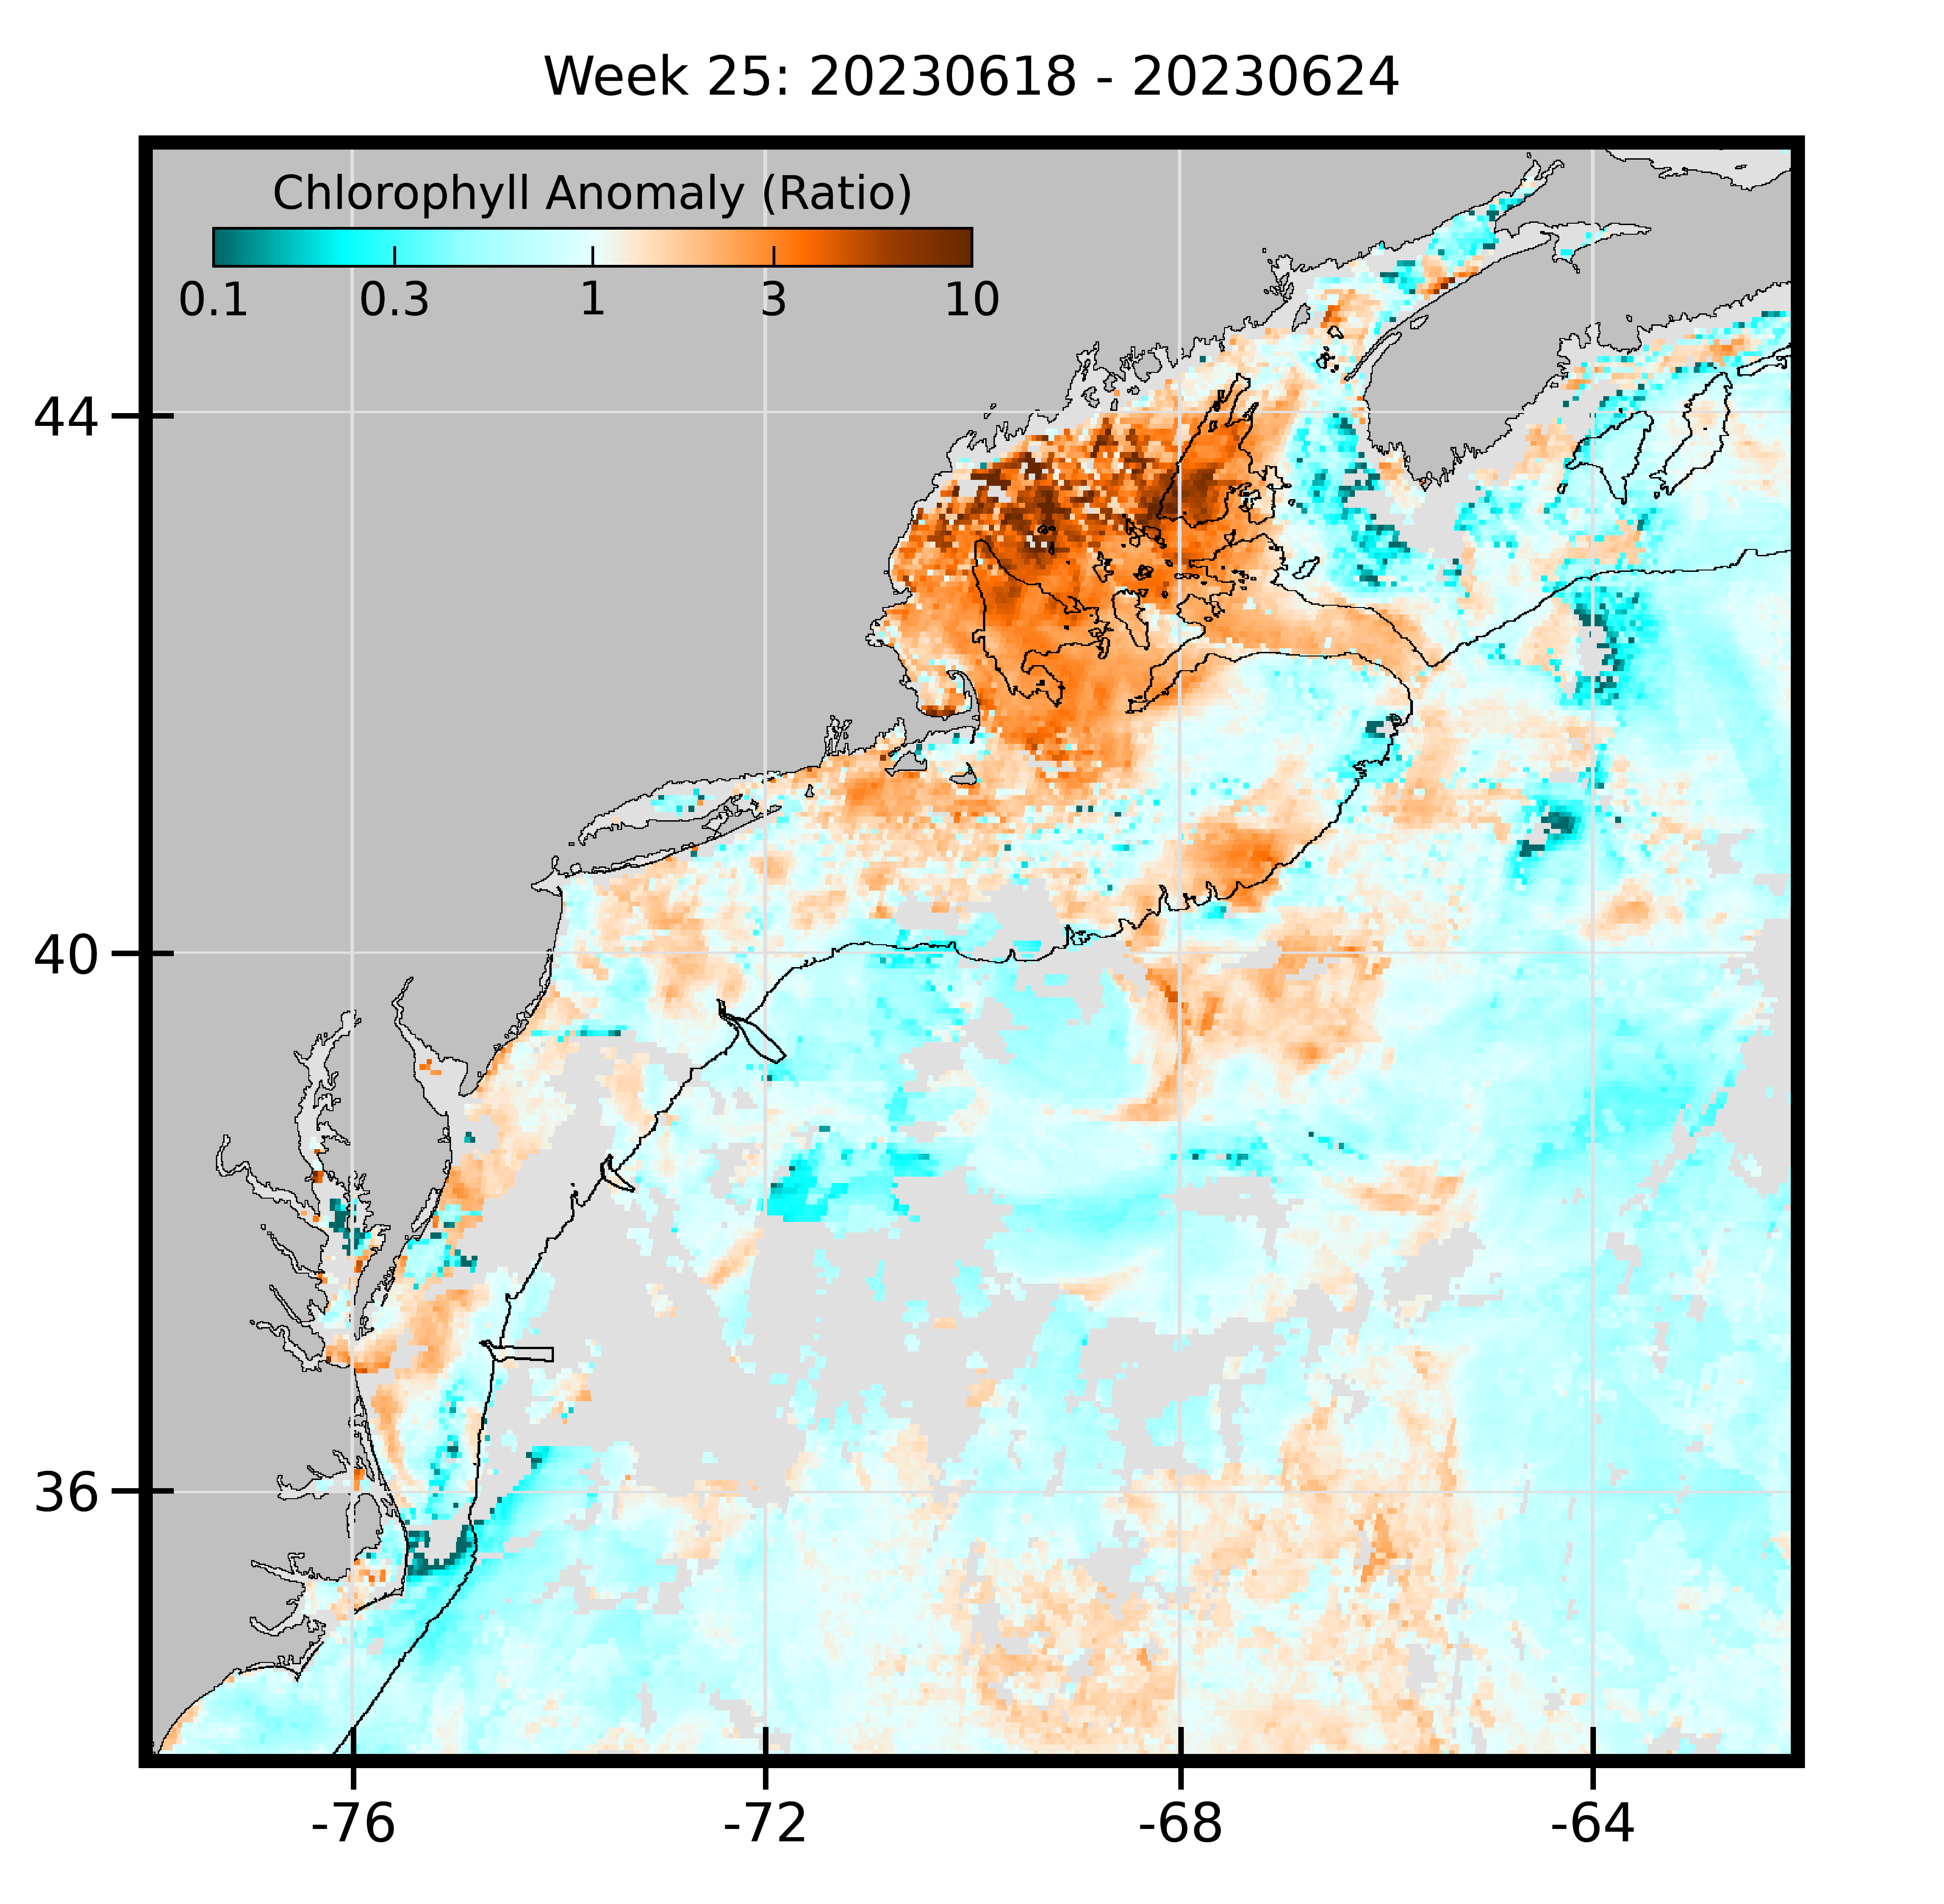 Week 25: 20230618 - 20230624
Chlorophyll Anomaly (Ratio)
0.1 0.3 1 3 10
44
40
36
-76 -72 -68 -64